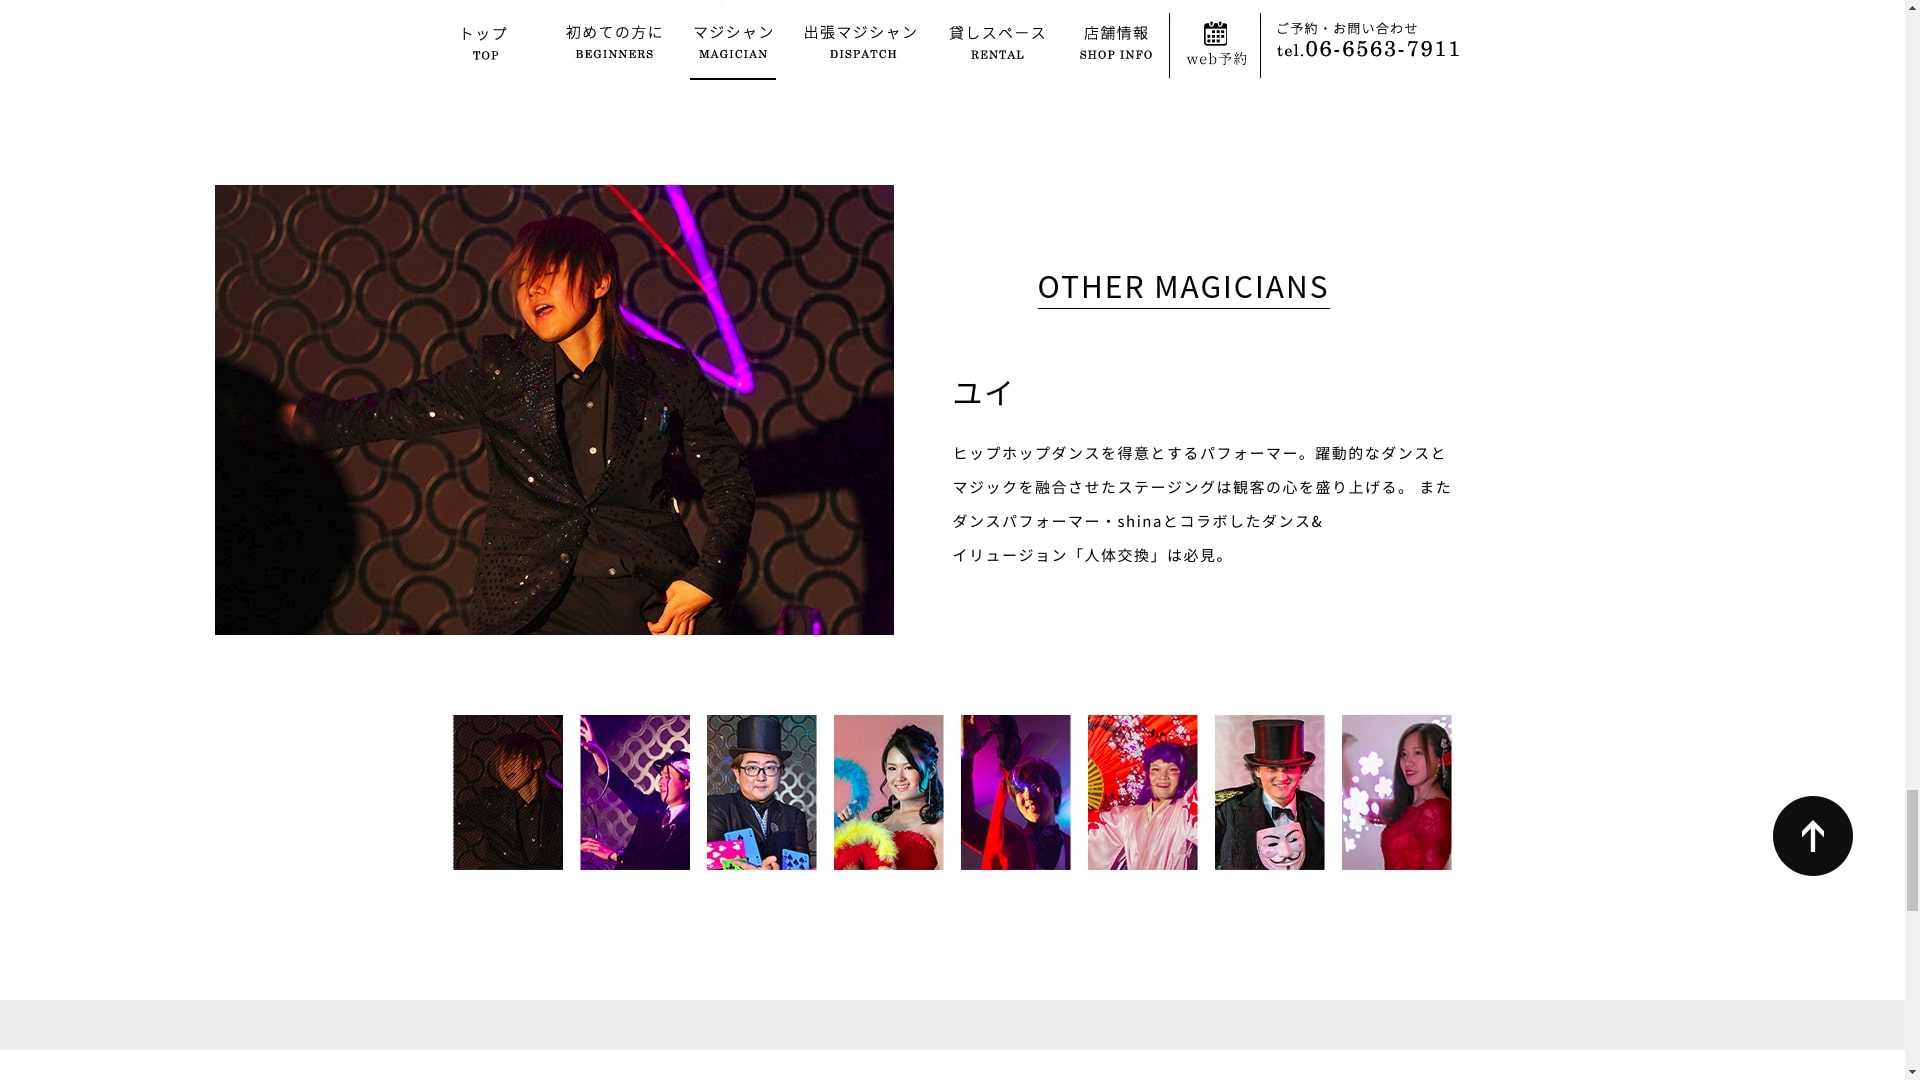 トップ
TOP
初めての方に
BEGINNERS
マジシャン
MAGICIAN
出張マジシャン
DISPATCH
貸しスペース
RENTAL
店舗情報
SHOP INFO
web予約
ご予約・お問い合わせ
tel.06-6563-7911
OTHER MAGICIANS
ユイ
ヒップホップダンスを得意とするパフォーマー。躍動的なダンスと
マジックを融合させたステージングは観客の心を盛り上げる。 また
ダンスパフォーマー・shinaとコラボしたダンス&
イリュージョン「人体交換」は必見。